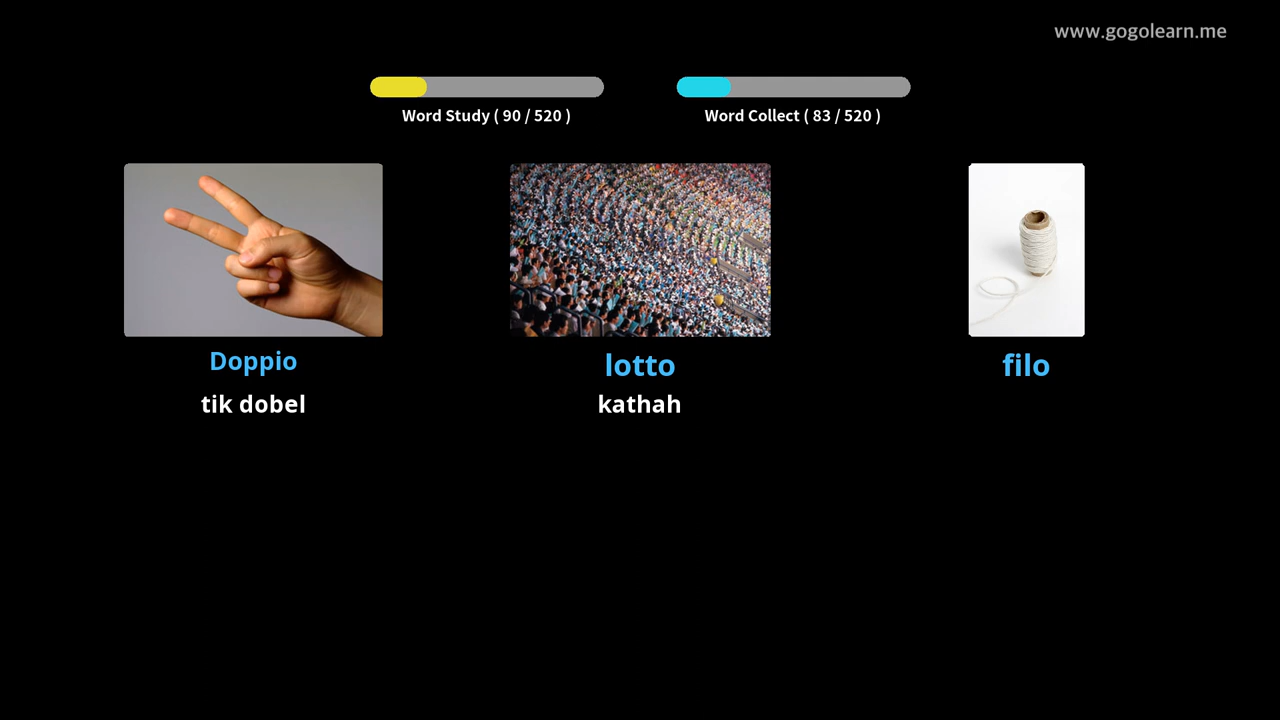 www.gogolearn.me
Word Study ( 90 / 520 )
Word Collect ( 83 / 520 )
Doppio
tik dobel
lotto
kathah
filo